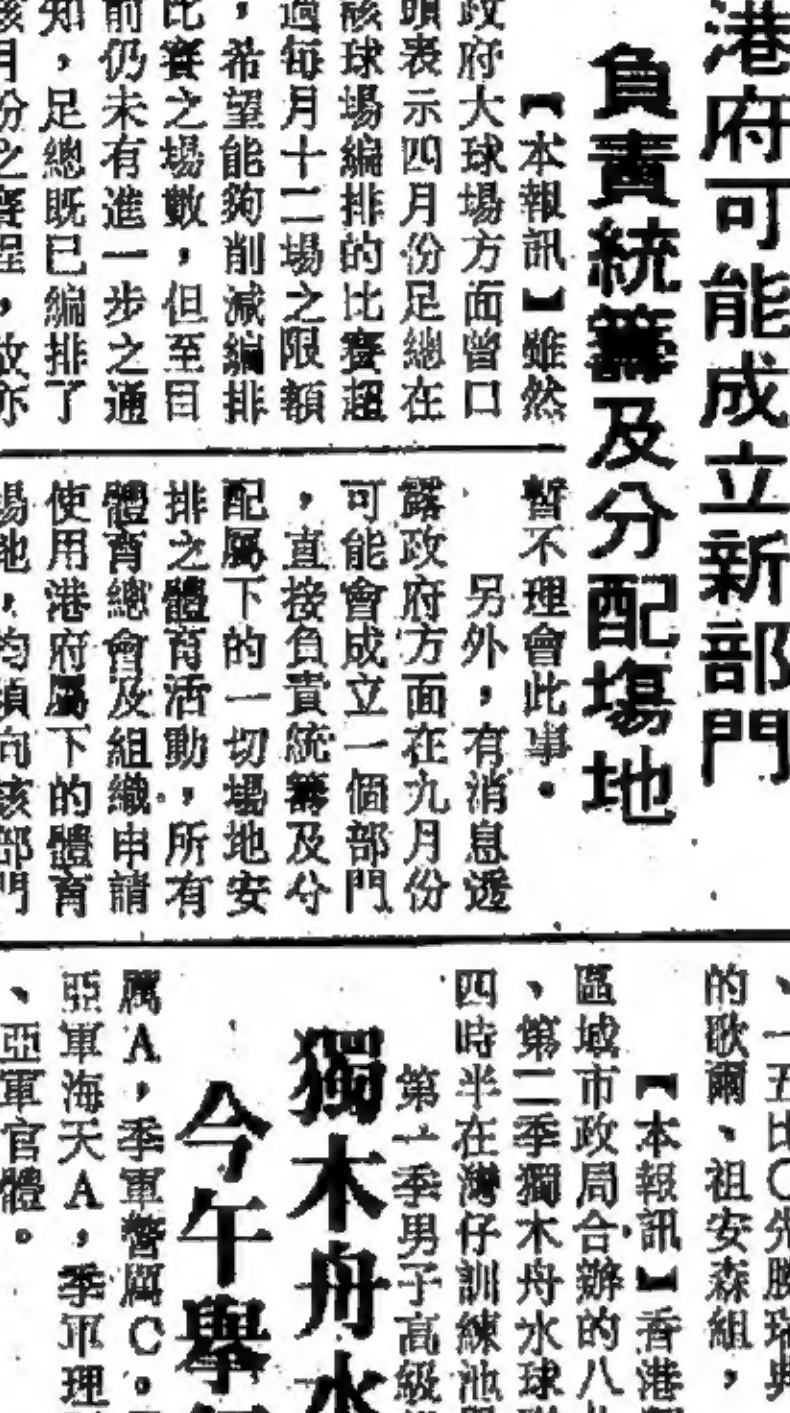 港府可能成立新部門
負責統籌及分配塲地
【本報訊】雖然
政府大球場方面曾口
頭表示四月份足總在
該球場編排的比賽超
過每月十二場之限額
,希望能夠削減編排
比賽之場數,但至目
前仍未有進一步之通
知,足總既已編排了
該月份之賽程,故亦
暫不理會此事。
另外,有消息透
露政府方面在九月份
可能會成立一個部門
,直接負責統籌及分
配屬下的一切場地安
排之體育活動,所有
體育總會及組織申請
使用港府屬下的體育
場地,均須向該部門
、一五比〇先勝瑞典
的歌爾、祖安森組,
【本報訊】香港
區域市政局合辦的八
、第二季獨木舟水球
四時半在灣仔訓練池
第一季男子高級
獨木舟水
今午舉
厲A,季軍警厲C。
亞軍海天A,季軍理
、亞軍官體。